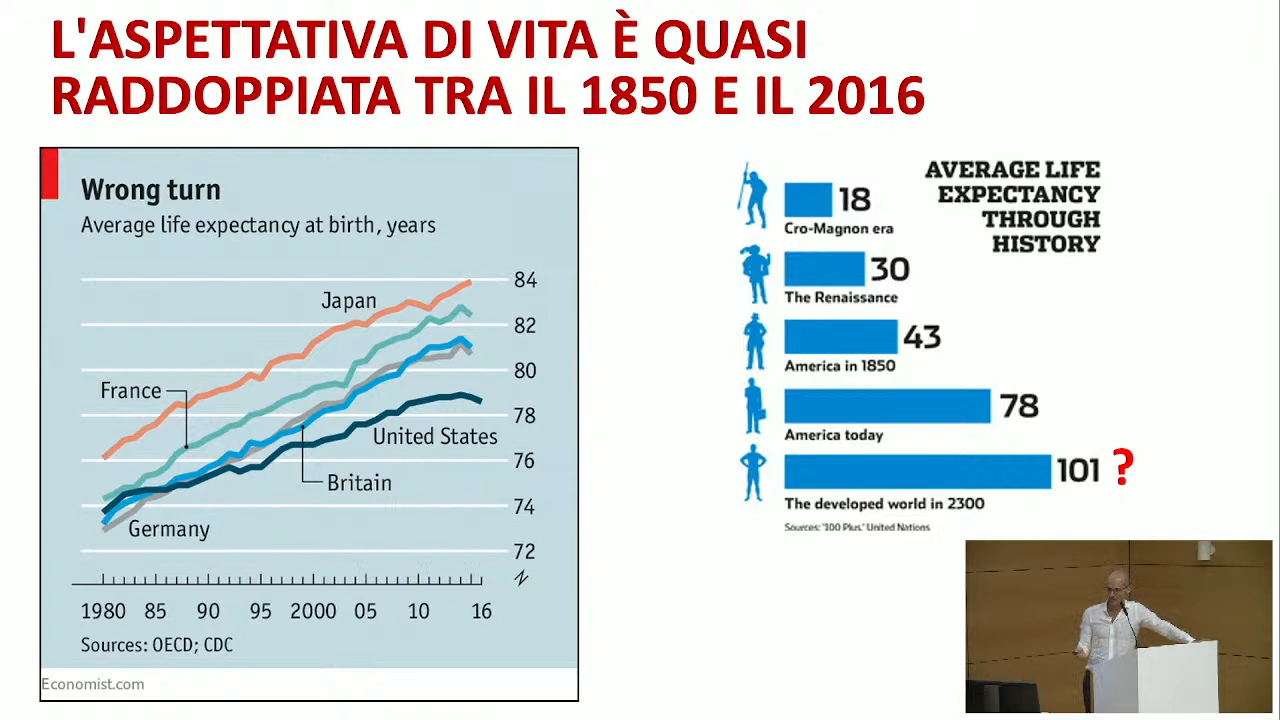 L'ASPETTATIVA DI VITA È QUASI
RADDOPPIATA TRA IL 1850 E IL 2016
Wrong turn
Average life expectancy at birth, years
84
Japan
82
80
France
78
United States
76
Britain
74
Germany
72
1980 85 90 95 2000 05 10 16
Sources: OECD; CDC
Economist.com
AVERAGE LIFE
EXPECTANCY
THROUGH
HISTORY
18
Cro-Magnon era
30
The Renaissance
43
America in 1850
78
America today
101 ?
The developed world in 2300
Sources: '100 Plus,' United Nations